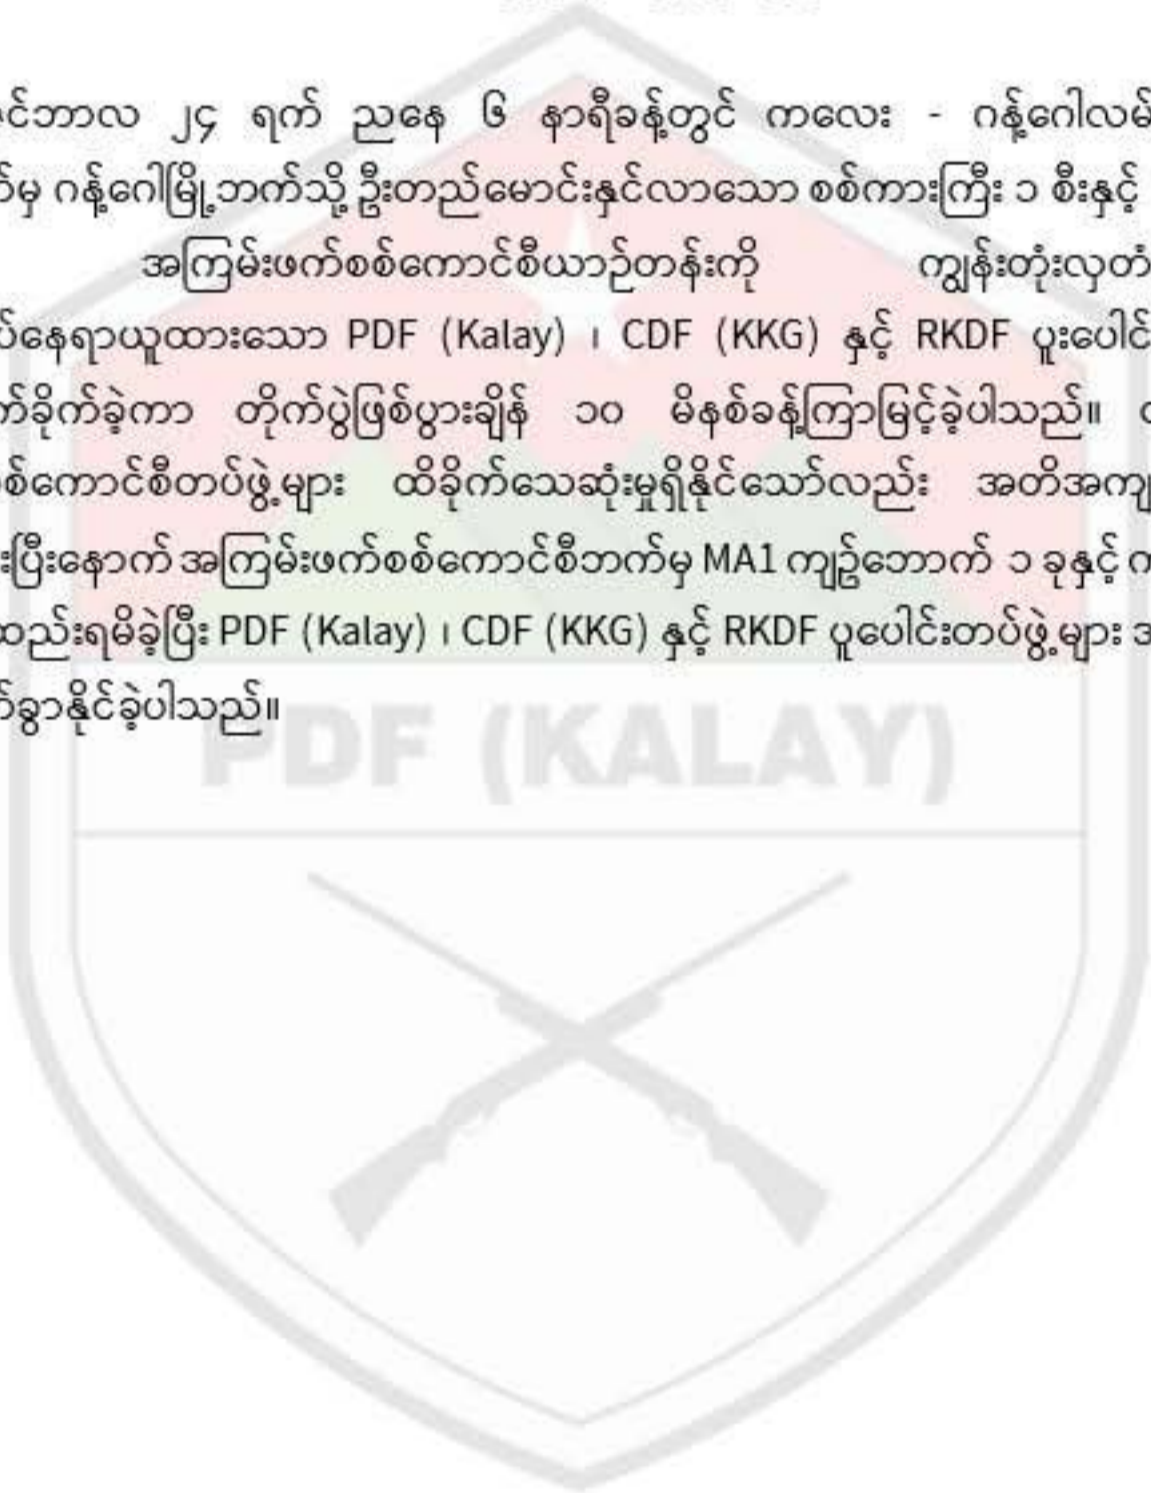 ဇင်ဘာလ ၂၄ ရက် ညနေ ၆ နာရီခန့်တွင် ကလေး - ဂန့်ဂေါလမ်
မှ ဂန့်ဂေါမြို့ဘက်သို့ ဦးတည်မောင်းနှင်လာသော စစ်ကားကြီး ၁ စီးနှင့်
အကြမ်းဖက်စစ်ကောင်စီယာဉ်တန်းကို ကျွန်းတုံးလှတံ
ပ်နေရာယူထားသော PDF (Kalay) ၊ CDF (KKG) နှင့် RKDF ပူးပေါင်
က်ခိုက်ခဲ့ကာ တိုက်ပွဲဖြစ်ပွားချိန် ၁၀ မိနစ်ခန့်ကြာမြင့်ခဲ့ပါသည်။
စ်ကောင်စီတပ်ဖွဲ့များ ထိခိုက်သေဆုံးမှုရှိနိုင်သော်လည်း အတိအကျ
းပြီးနောက် အကြမ်းဖက်စစ်ကောင်စီဘက်မှ MA1 ကျဥ်ဘောက် ၁ ခုနှင့် က
ည်းရမိခဲ့ပြီး PDF (Kalay) ၊ CDF (KKG) နှင့် RKDF ပူပေါင်းတပ်ဖွဲ့များ အ
်ခွာနိုင်ခဲ့ပါသည်။
PDF (KALAY)